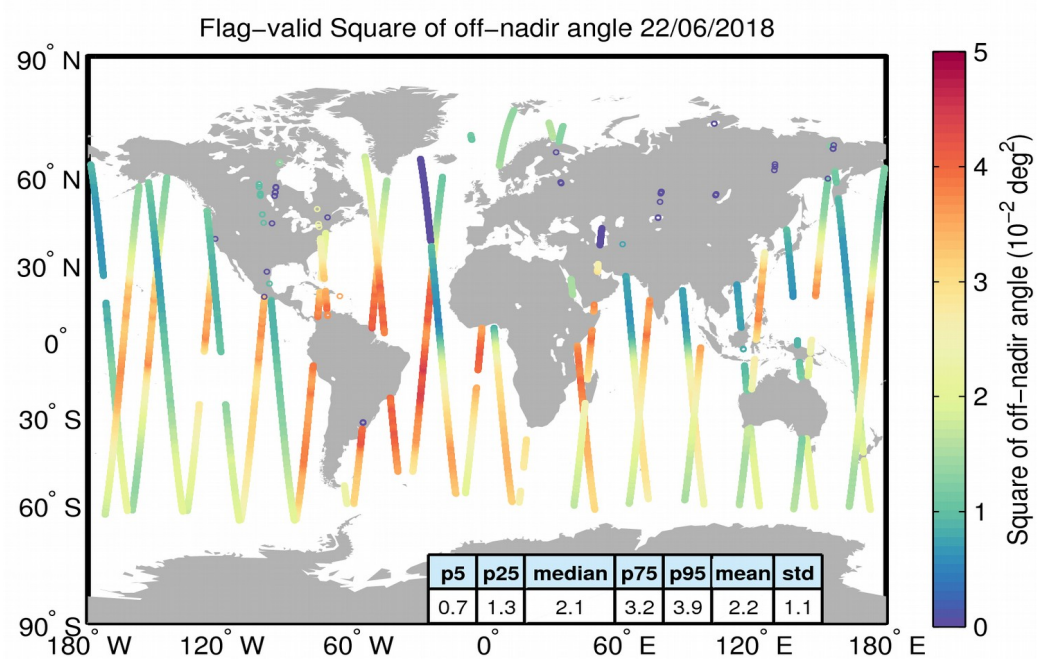 Flag−valid Square of off−nadir angle 22/06/2018
90° N
60° N
30° N
0°
30° S
60° S
90° S
180° W
120° W
60° W
0°
60° E
120° E
180° E
p5 p25 median p75 p95 mean std
0.7 1.3 2.1 3.2 3.9 2.2 1.1
5
4
3
2
1
0
Square of off−nadir angle (10⁻² deg²)